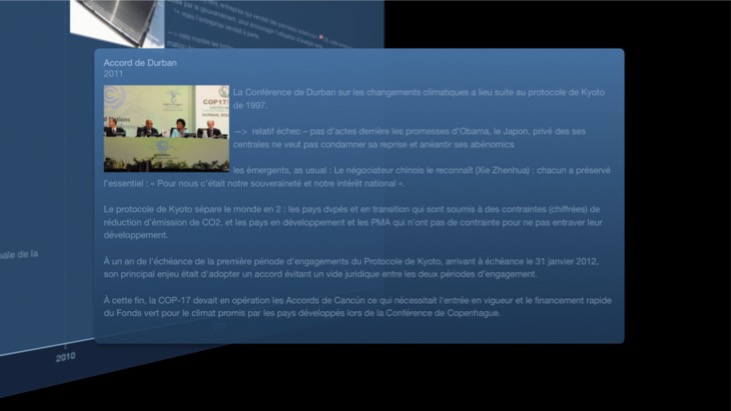 Accord de Durban
2011
La Conférence de Durban sur les changements climatiques a lieu suite au protocole de Kyoto
de 1997.
—> relatif échec – pas d'actes derrière les promesses d'Obama, le Japon, privé des ses
centrales ne veut pas condamner sa reprise et anéantir ses abénomics
les émergents, as usual : Le négociateur chinois le reconnaît (Xie Zhenhua) : chacun a préservé
l'essentiel : « Pour nous c'était notre souveraineté et notre intérêt national ».
Le protocole de Kyoto sépare le monde en 2 : les pays dvpés et en transition qui sont soumis à des contraintes (chiffrées) de
réduction d'émission de CO2, et les pays en développement et les PMA qui n'ont pas de contrainte pour ne pas entraver leur
développement.
À un an de l'échéance de la première période d'engagements du Protocole de Kyoto, arrivant à échéance le 31 janvier 2012,
son principal enjeu était d'adopter un accord évitant un vide juridique entre les deux périodes d'engagement.
À cette fin, la COP-17 devait en opération les Accords de Cancún ce qui nécessitait l'entrée en vigueur et le financement rapide
du Fonds vert pour le climat promis par les pays développés lors de la Conférence de Copenhague.
COP17
nale de la
2010